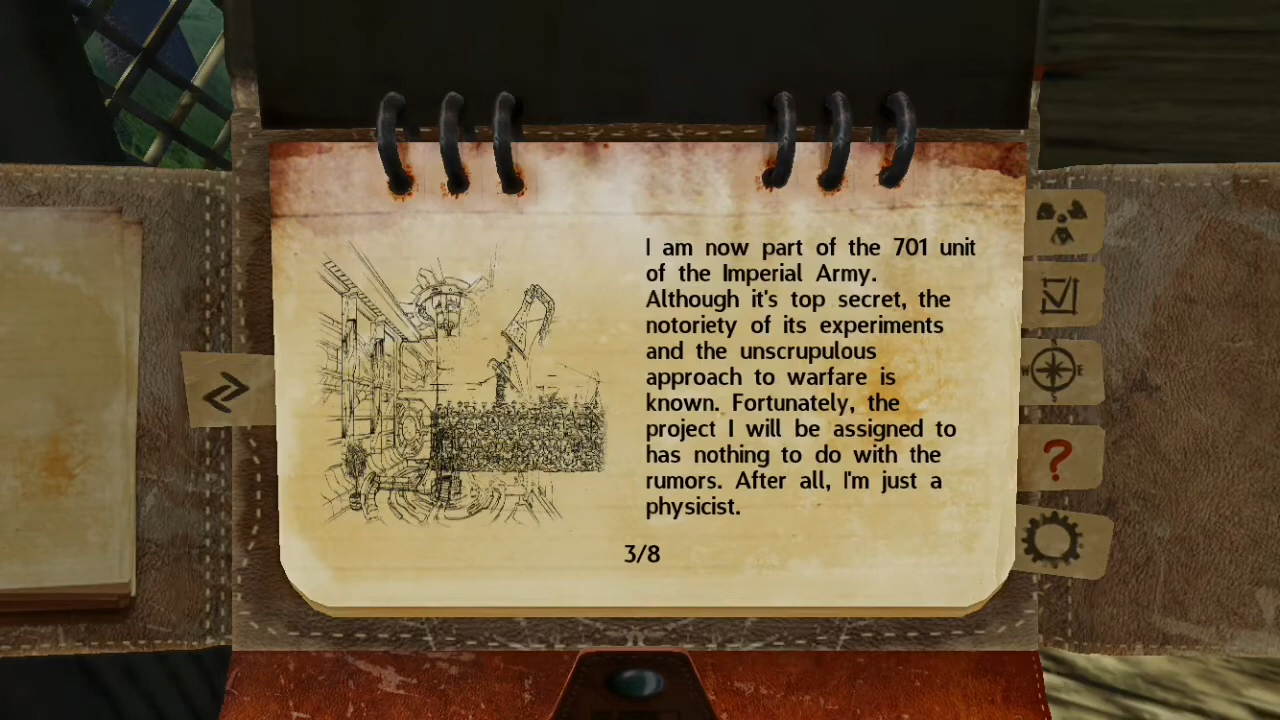 I am now part of the 701 unit
of the Imperial Army.
Although it's top secret, the
notoriety of its experiments
and the unscrupulous
approach to warfare is
known. Fortunately, the
project I will be assigned to
has nothing to do with the
rumors. After all, I'm just a
physicist.
3/8
W E
?